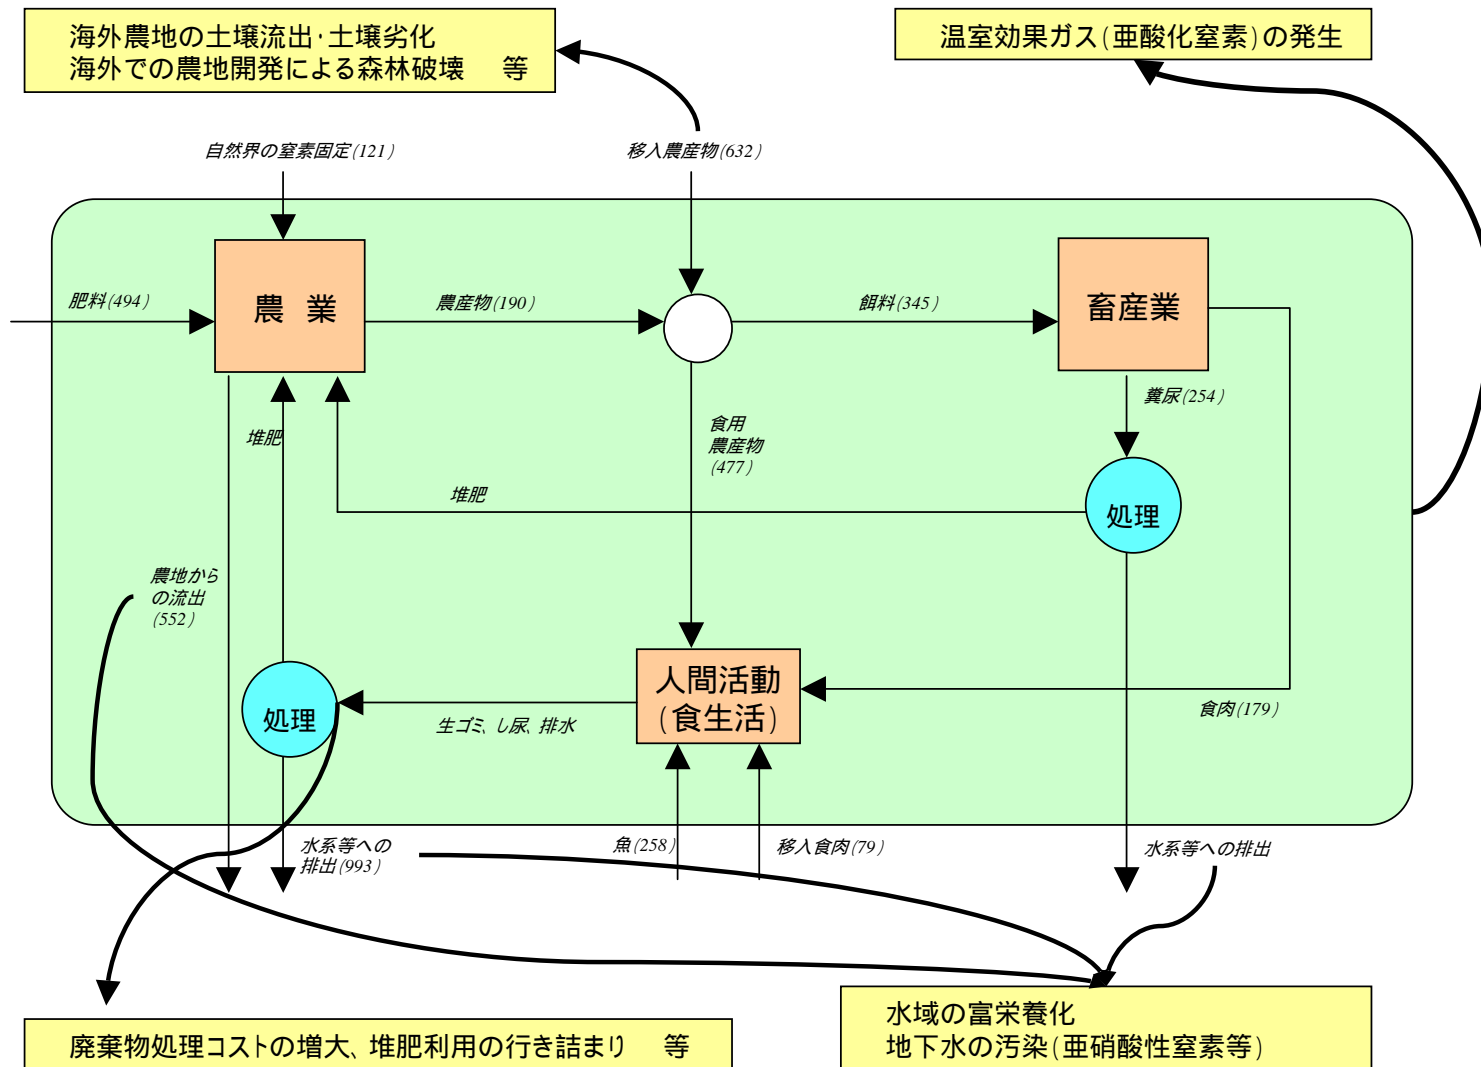 海外農地の土壌流出・土壌劣化
海外での農地開発による森林破壊　等
温室効果ガス(亜酸化窒素)の発生
自然界の窒素固定(121)
移入農産物(632)
肥料(494)
農 業
農産物(190)
餌料(345)
畜産業
糞尿(254)
堆肥
食用
農産物
(477)
堆肥
処理
農地から
の流出
(552)
人間活動
(食生活)
処理
生ゴミ、し尿、排水
食肉(179)
水系等への
排出(993)
魚(258)
移入食肉(79)
水系等への排出
水域の富栄養化
地下水の汚染(亜硝酸性窒素等)
廃棄物処理コストの増大、堆肥利用の行き詰まり　等